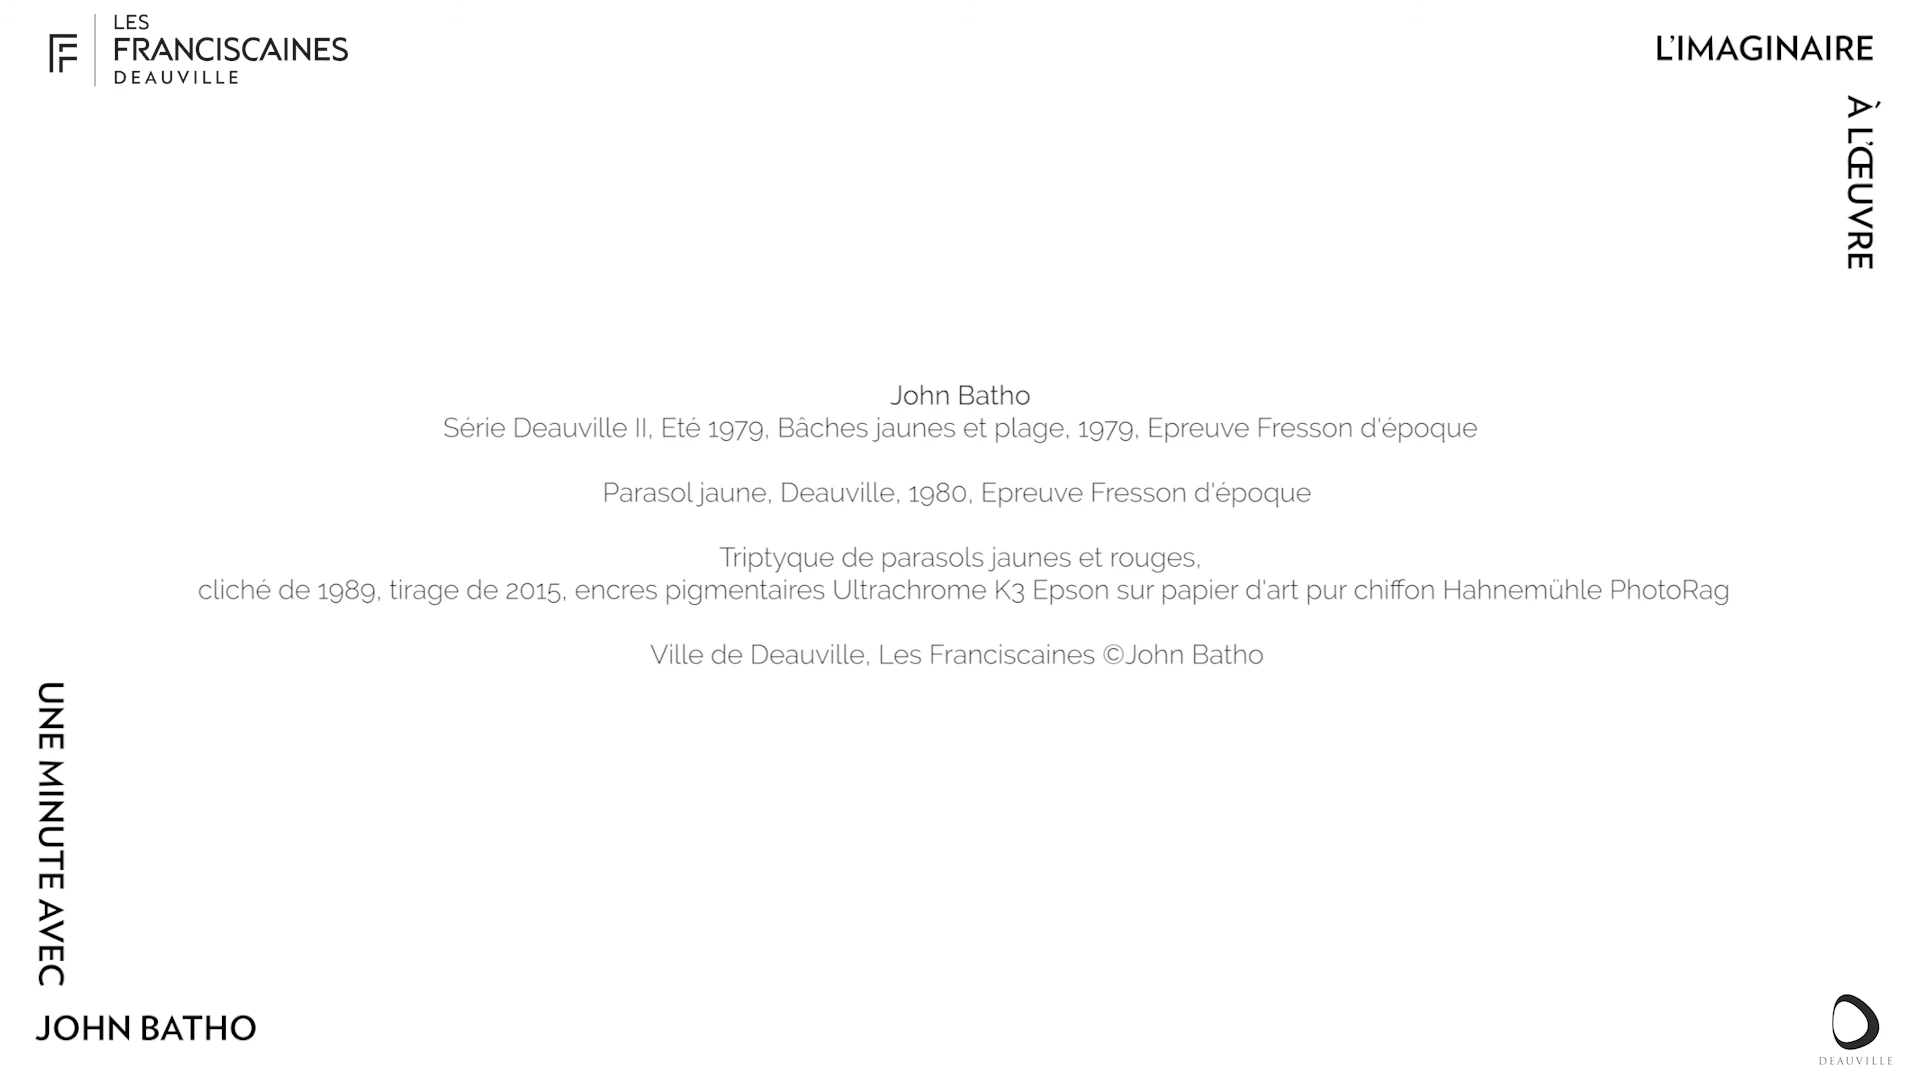 LES
FRANCISCAINES
DEAUVILLE
L'IMAGINAIRE
À L'ŒUVRE
John Batho
Série Deauville II, Eté 1979, Bâches jaunes et plage, 1979, Epreuve Fresson d'époque
Parasol jaune, Deauville, 1980, Epreuve Fresson d'époque
Triptyque de parasols jaunes et rouges,
cliché de 1989, tirage de 2015, encres pigmentaires Ultrachrome K3 Epson sur papier d'art pur chiffon Hahnemühle PhotoRag
Ville de Deauville, Les Franciscaines ©John Batho
UNE MINUTE AVEC
JOHN BATHO
DEAUVILLE